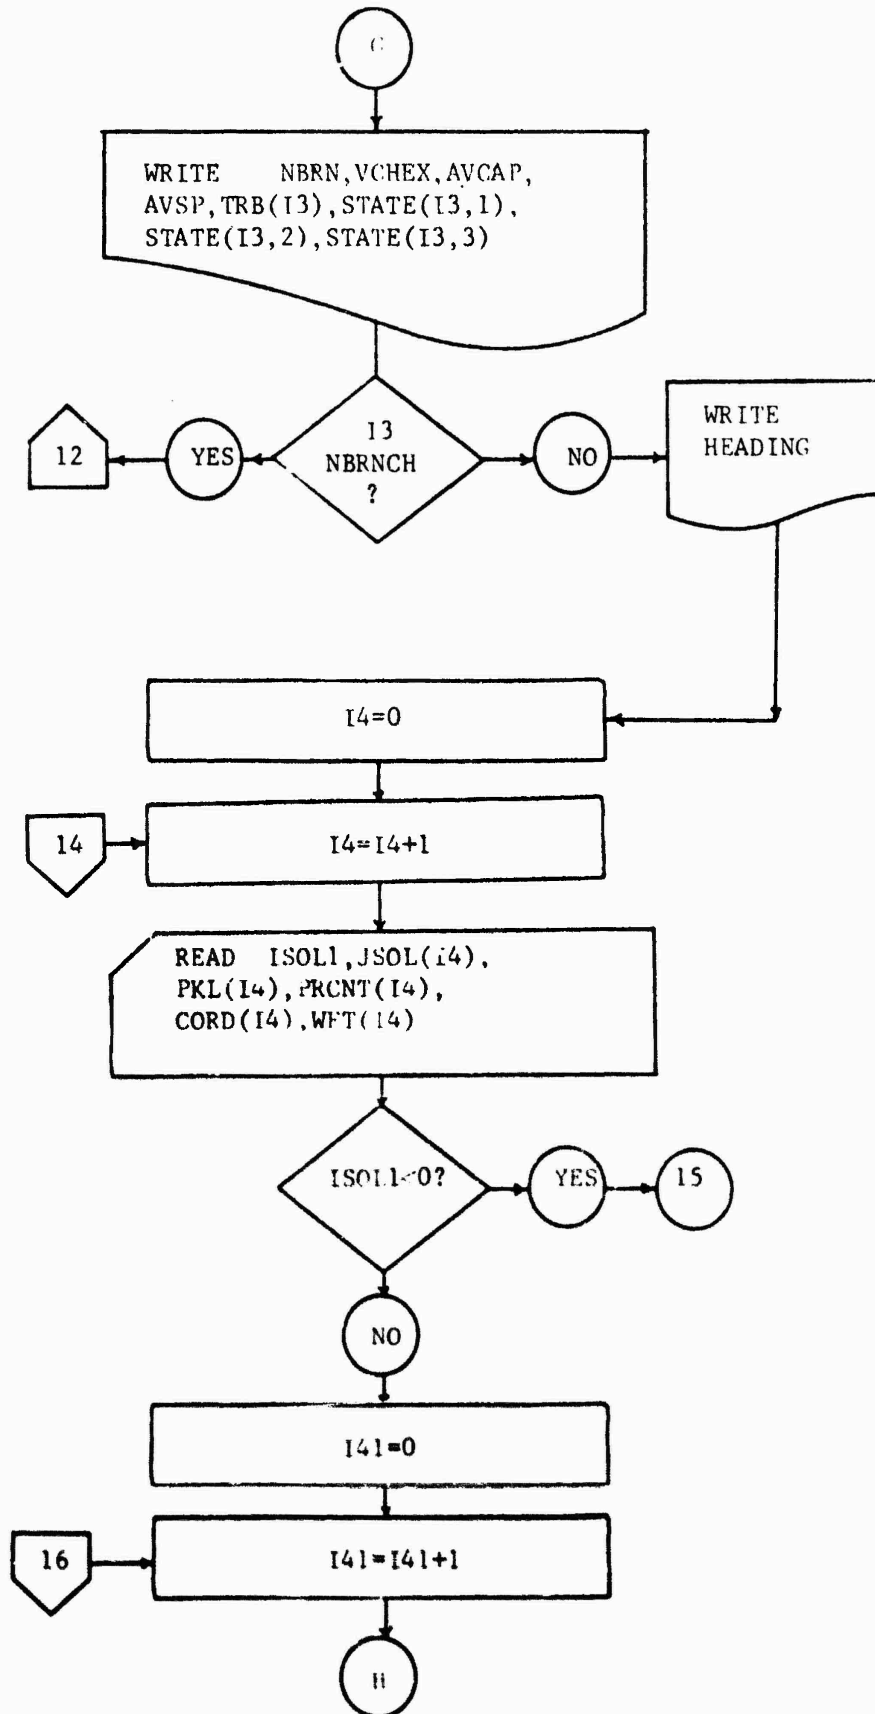 C
WRITE NBRN,VCHEX,AVCAP,
AVSP,TRB(I3),STATE(I3,1),
STATE(I3,2),STATE(I3,3)
I3
NBRNCH
?
YES
12
NO
WRITE
HEADING
I4=0
14
I4=I4+1
READ ISOL1,JSOL(I4),
PKL(I4),PRCNT(I4),
CORD(I4),WFT(I4)
ISOL1<0?
YES
15
NO
I41=0
16
I41=I41+1
H